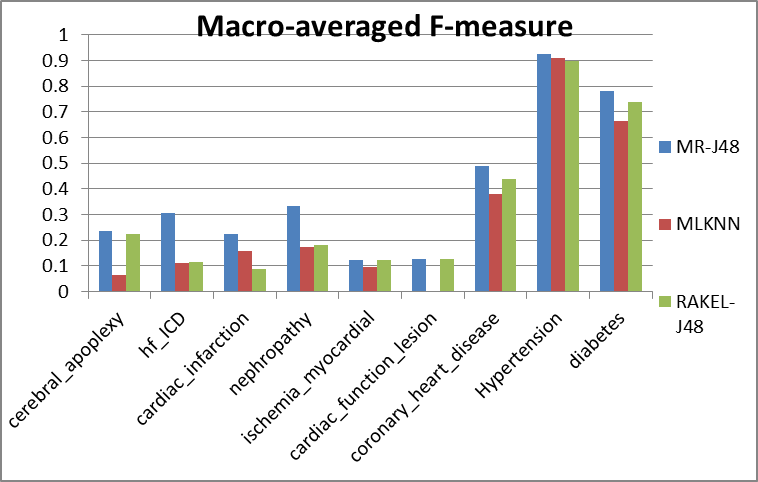 Macro-averaged F-measure
1
0.9
0.8
0.7
0.6
0.5
0.4
0.3
0.2
0.1
0
cerebral_apoplexy
hf_ICD
cardiac_infarction
nephropathy
ischemia_myocardial
cardiac_function_lesion
coronary_heart_disease
Hypertension
diabetes
MR-J48
MLKNN
RAKEL-
J48